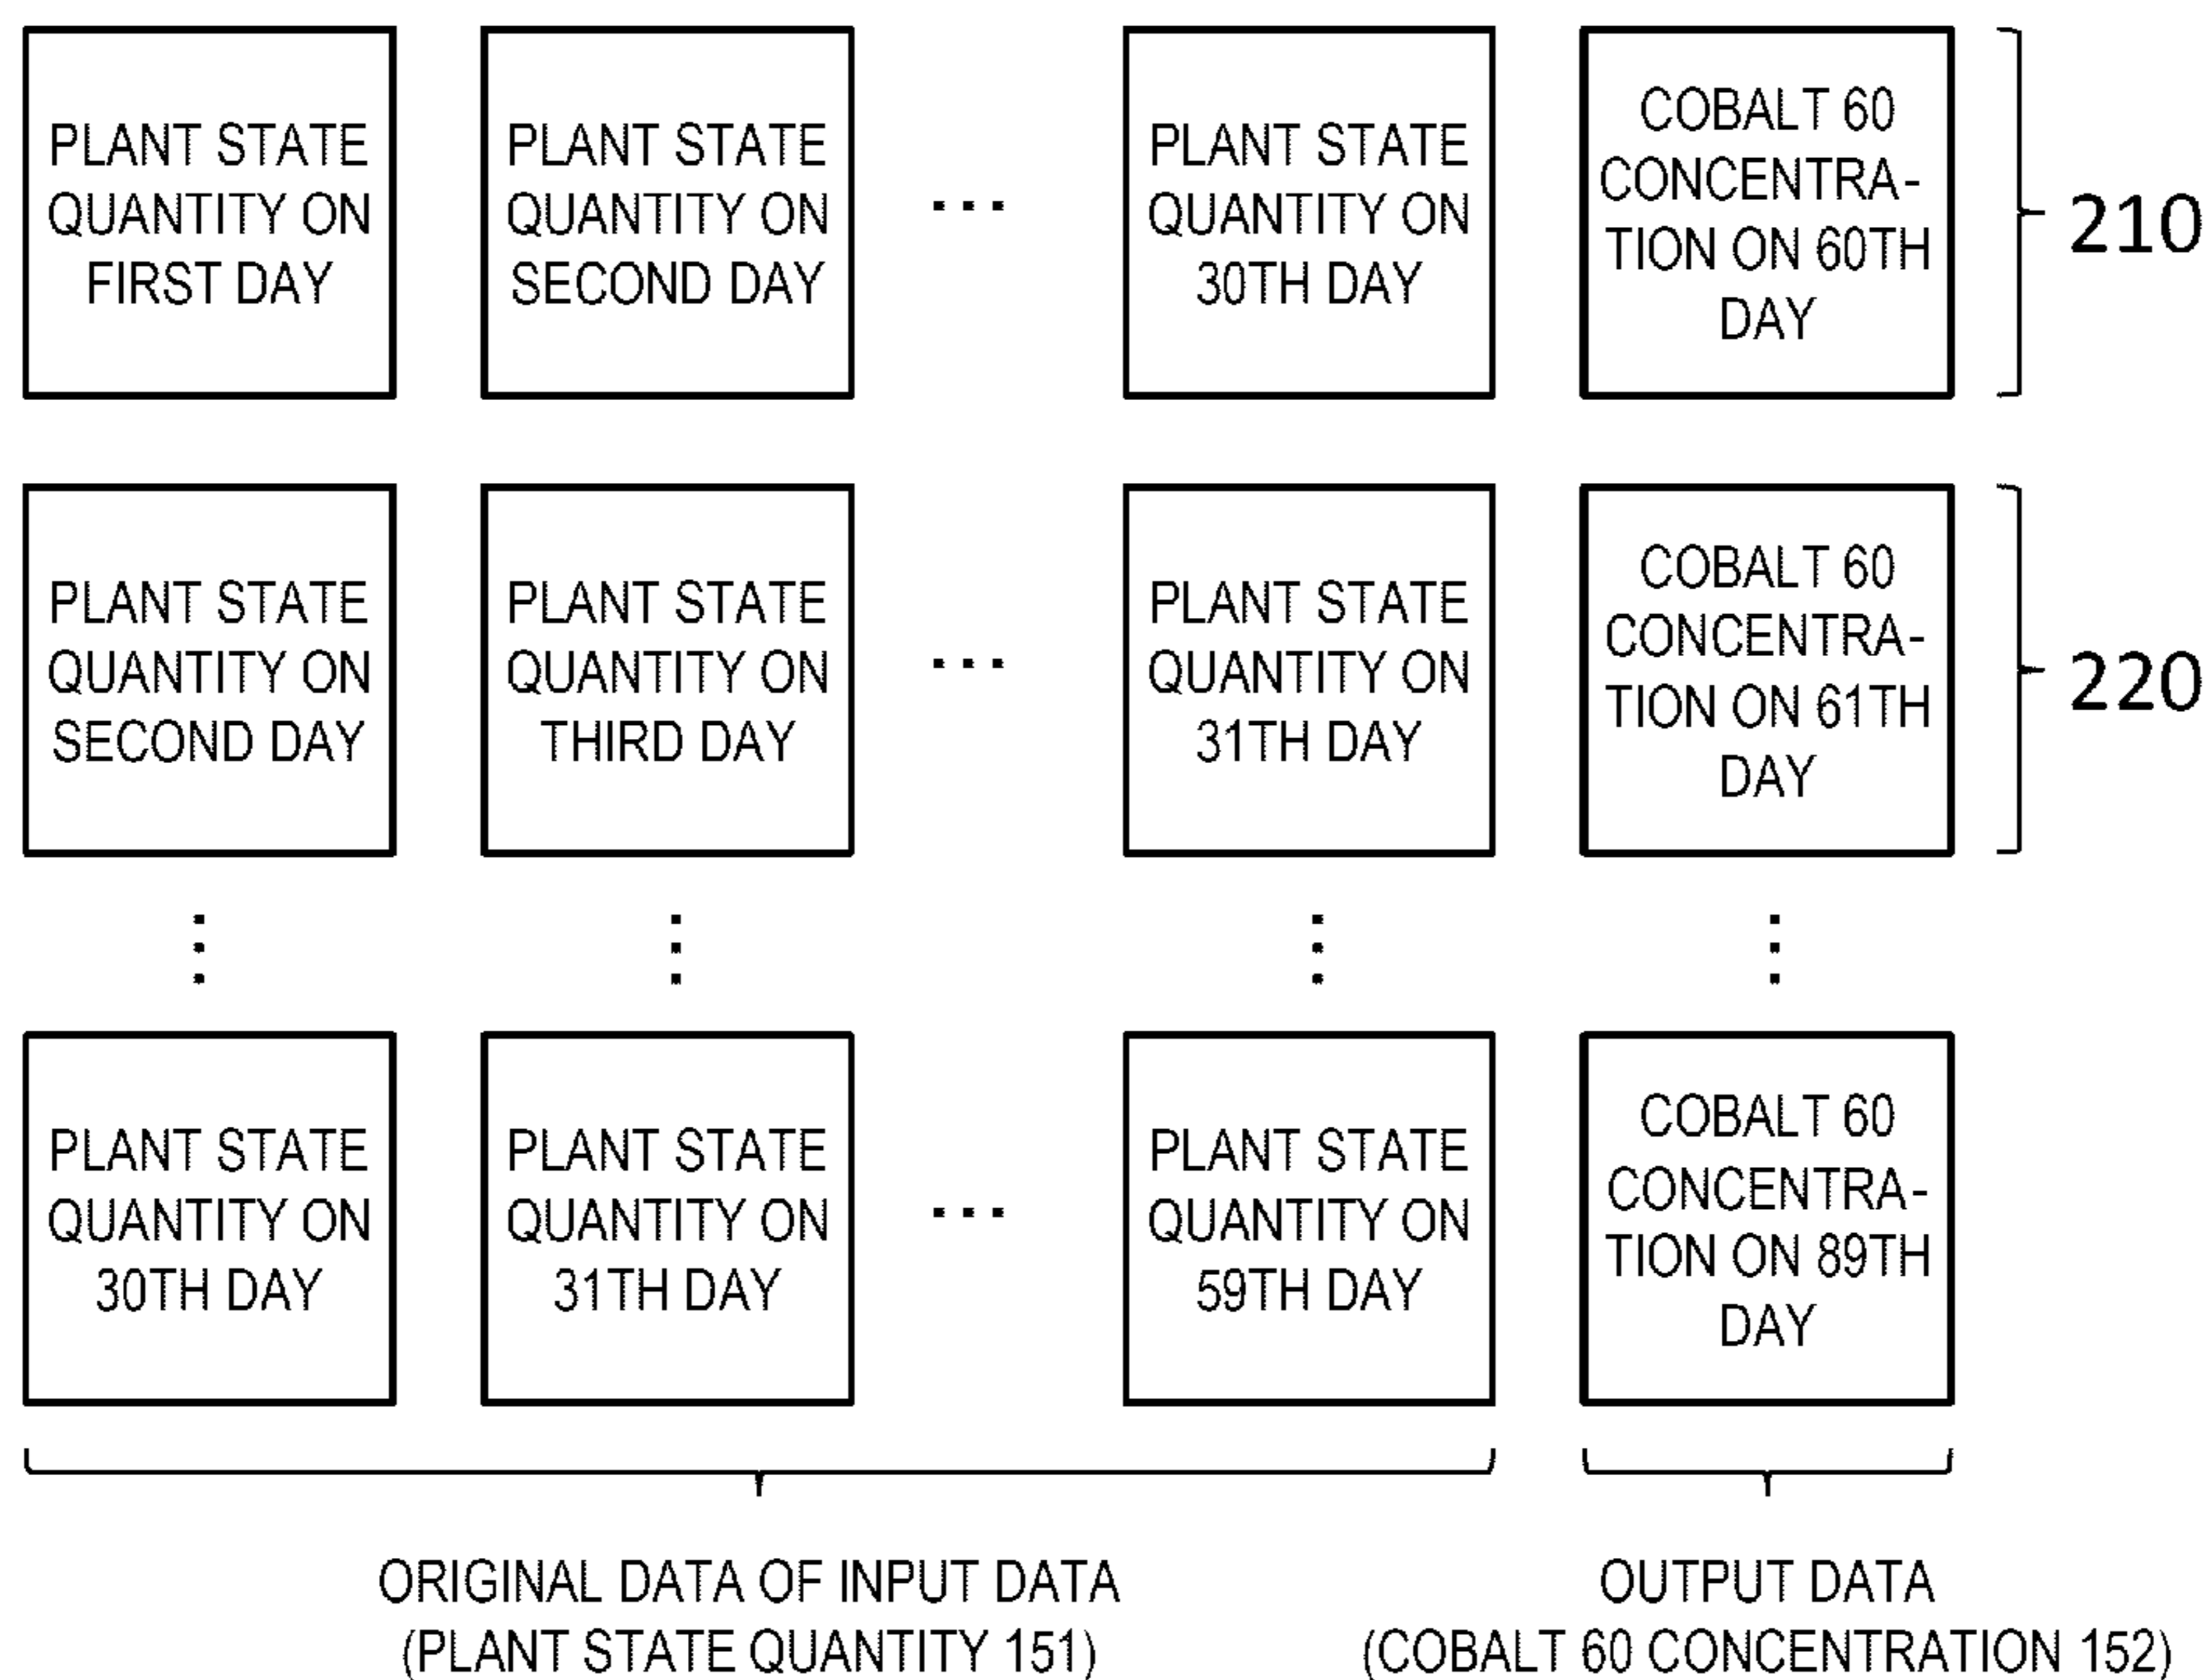 PLANT STATE
QUANTITY ON
FIRST DAY
PLANT STATE
QUANTITY ON
SECOND DAY
...
PLANT STATE
QUANTITY ON
30TH DAY
COBALT 60
CONCENTRA-
TION ON 60TH
DAY
210
PLANT STATE
QUANTITY ON
SECOND DAY
PLANT STATE
QUANTITY ON
THIRD DAY
...
PLANT STATE
QUANTITY ON
31TH DAY
COBALT 60
CONCENTRA-
TION ON 61TH
DAY
220
PLANT STATE
QUANTITY ON
30TH DAY
PLANT STATE
QUANTITY ON
31TH DAY
...
PLANT STATE
QUANTITY ON
59TH DAY
COBALT 60
CONCENTRA-
TION ON 89TH
DAY
ORIGINAL DATA OF INPUT DATA
(PLANT STATE QUANTITY 151)
OUTPUT DATA
(COBALT 60 CONCENTRATION 152)